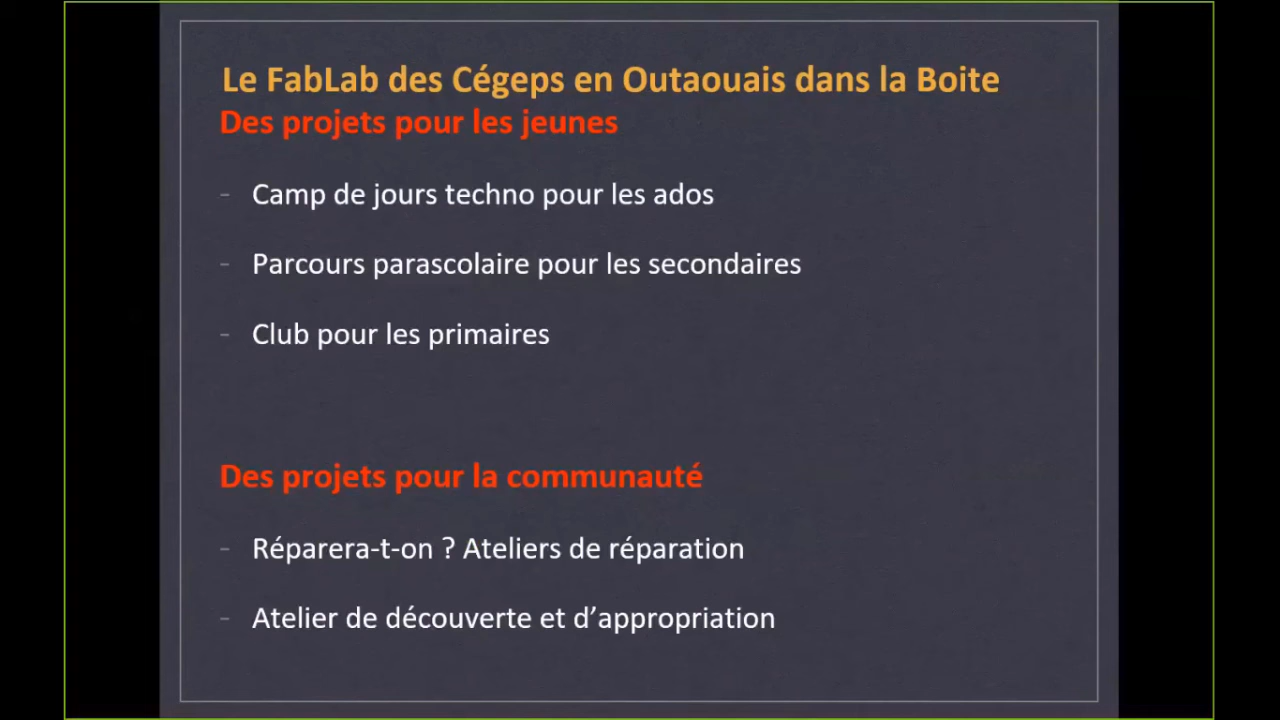 Le FabLab des Cégeps en Outaouais dans la Boite
Des projets pour les jeunes
- Camp de jours techno pour les ados
- Parcours parascolaire pour les secondaires
- Club pour les primaires
Des projets pour la communauté
- Réparera-t-on ? Ateliers de réparation
- Atelier de découverte et d’appropriation